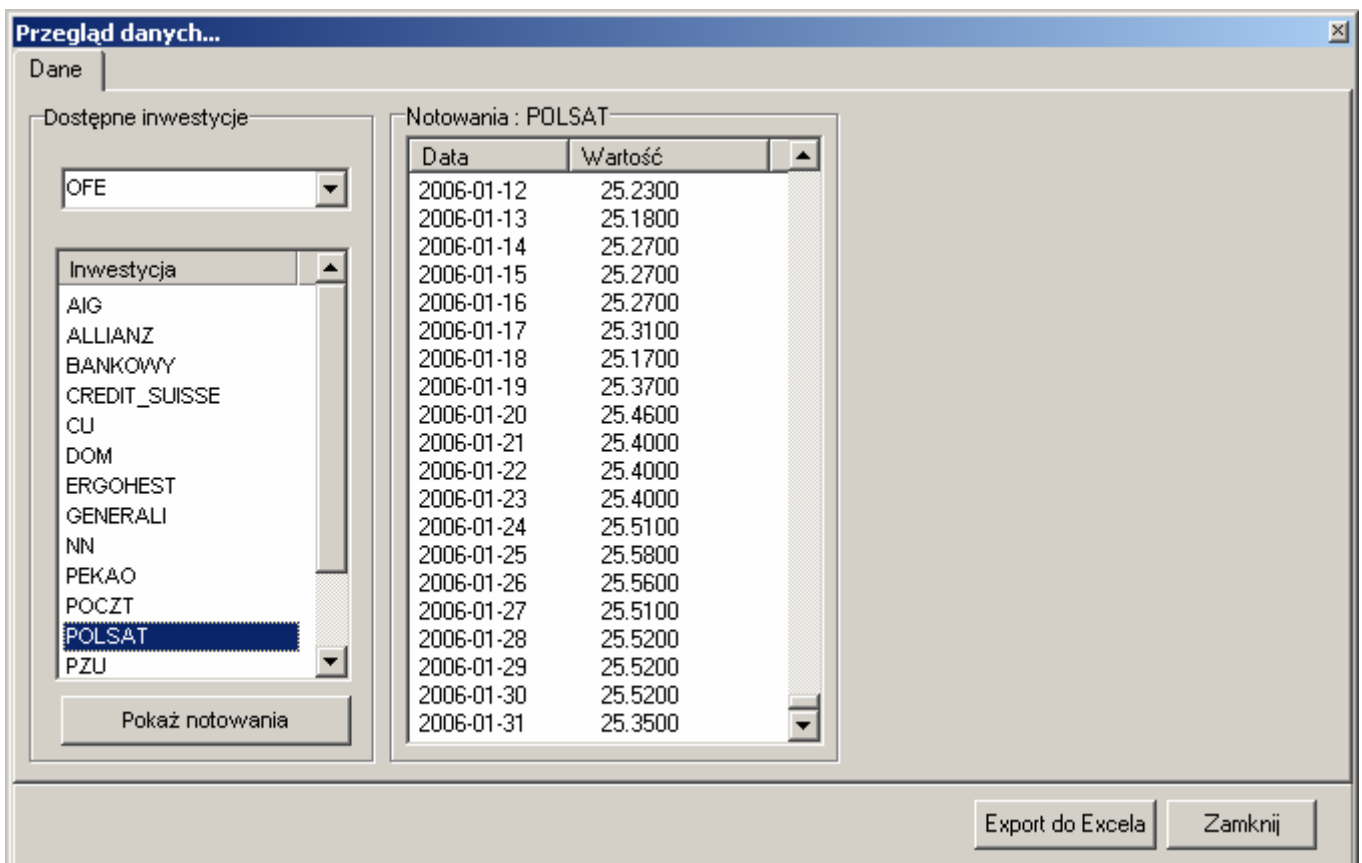 Przegląd danych...
Dane
Dostępne inwestycje
OFE
Inwestycja
AIG
ALLIANZ
BANKOWY
CREDIT_SUISSE
CU
DOM
ERGOHEST
GENERALI
NN
PEKAO
POCZT
POLSAT
PZU
Pokaż notowania
Notowania : POLSAT
Data Wartość
2006-01-12 25.2300
2006-01-13 25.1800
2006-01-14 25.2700
2006-01-15 25.2700
2006-01-16 25.2700
2006-01-17 25.3100
2006-01-18 25.1700
2006-01-19 25.3700
2006-01-20 25.4600
2006-01-21 25.4000
2006-01-22 25.4000
2006-01-23 25.4000
2006-01-24 25.5100
2006-01-25 25.5800
2006-01-26 25.5600
2006-01-27 25.5100
2006-01-28 25.5200
2006-01-29 25.5200
2006-01-30 25.5200
2006-01-31 25.3500
Export do Excela
Zamknij